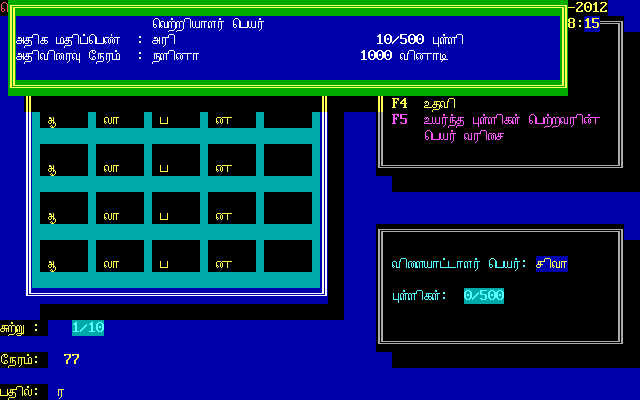 -2012
8:15
வெற்றியாளர் பெயர்
அதிக மதிப்பெண் : அரி 10/500 புள்ளி
அதிவிரைவு நேரம் : நளினா 1000 வினாடி
F4 உதவி
F5 உயர்ந்த புள்ளிகள் பெற்றவரின்
பெயர் வரிசை
ஆ லா ப ண
ஆ லா ப ண
ஆ லா ப ண
ஆ லா ப ண
விளையாட்டாளர் பெயர்: சிவா
புள்ளிகள்: 0/500
சுற்று : 1/10
நேரம்: 77
பதில்: ர